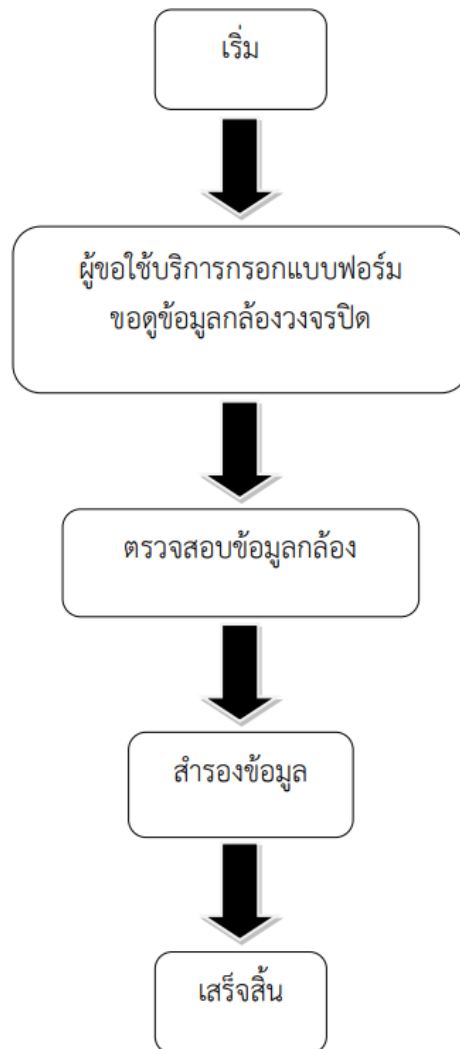 เริ่ม
ผู้ขอใช้บริการกรอกแบบฟอร์ม
ขอดูข้อมูลกล้องวงจรปิด
ตรวจสอบข้อมูลกล้อง
สำรองข้อมูล
เสร็จสิ้น